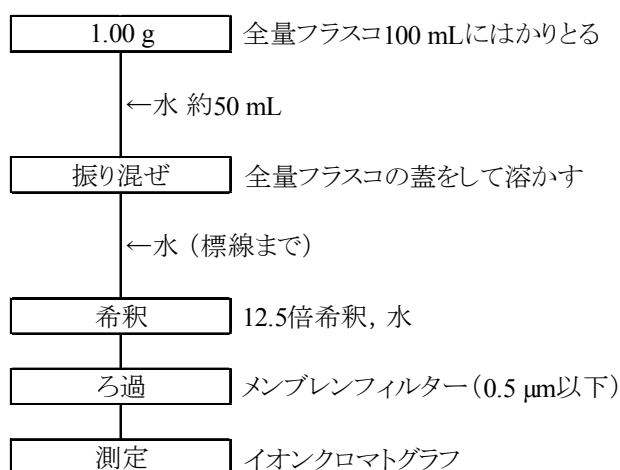 1.00 g 全量フラスコ100 mLにはかりとる
←水 約50 mL
振り混ぜ 全量フラスコの蓋をして溶かす
←水（標線まで）
希釈 12.5倍希釈, 水
ろ過 メンブレンフィルター（0.5 µm以下）
測定 イオンクロマトグラフ